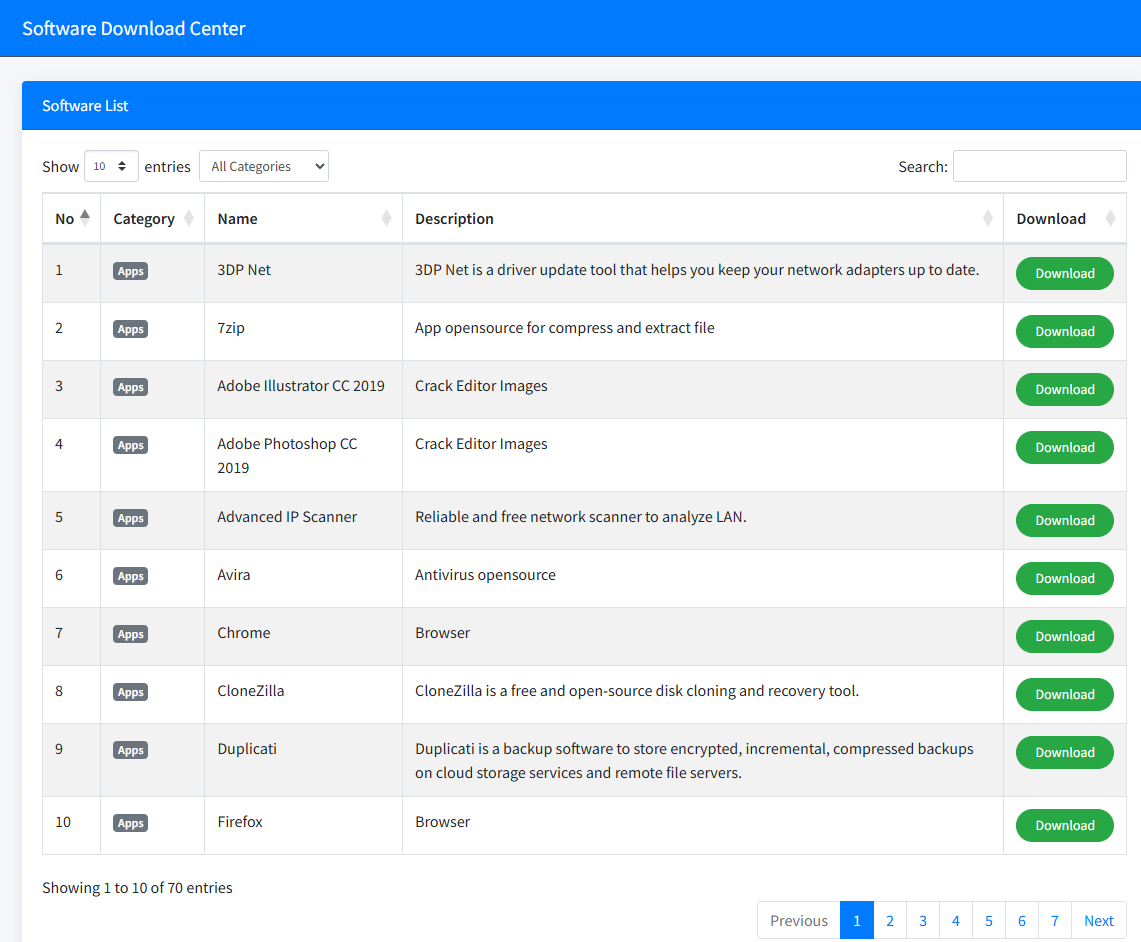 Software Download Center
Software List
Show 10 entries All Categories Search:
No Category Name Description Download
1 Apps 3DP Net 3DP Net is a driver update tool that helps you keep your network adapters up to date. Download
2 Apps 7zip App opensource for compress and extract file Download
3 Apps Adobe Illustrator CC 2019 Crack Editor Images Download
4 Apps Adobe Photoshop CC Crack Editor Images Download
2019
5 Apps Advanced IP Scanner Reliable and free network scanner to analyze LAN. Download
6 Apps Avira Antivirus opensource Download
7 Apps Chrome Browser Download
8 Apps CloneZilla CloneZilla is a free and open-source disk cloning and recovery tool. Download
9 Apps Duplicati Duplicati is a backup software to store encrypted, incremental, compressed backups Download
on cloud storage services and remote file servers.
10 Apps Firefox Browser Download
Showing 1 to 10 of 70 entries
Previous 1 2 3 4 5 6 7 Next